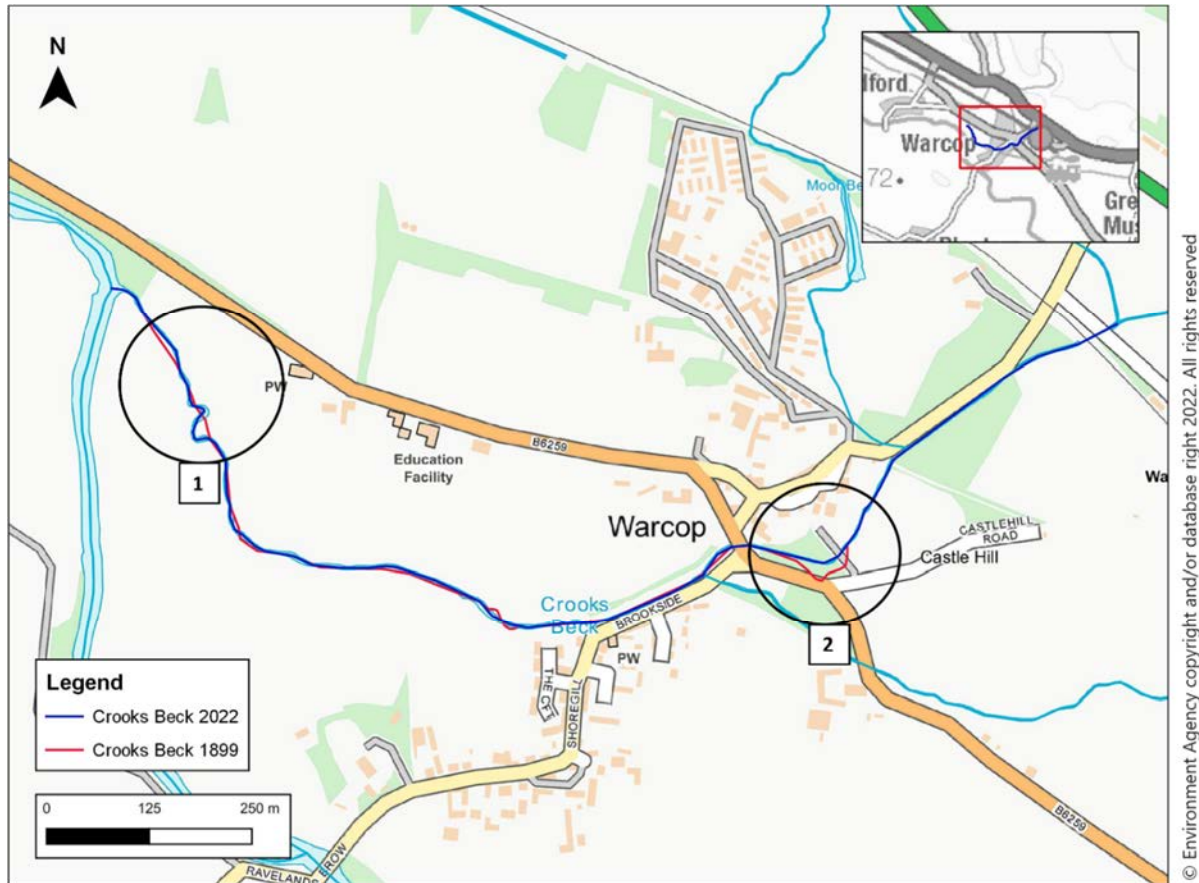 N
lford
Warcop
72
Gre
Mus
Moor Be
PW
B6259
Education
Facility
1
Warcop
CASTLEHILL
ROAD
Castle Hill
Wa
Crooks
Beck
BROOKSIDE
2
PW
THE CFT
SHOREGILL
B6259
BROW
RAVELANDS
Legend
Crooks Beck 2022
Crooks Beck 1899
0 125 250 m
© Environment Agency copyright and/or database right 2022. All rights reserved